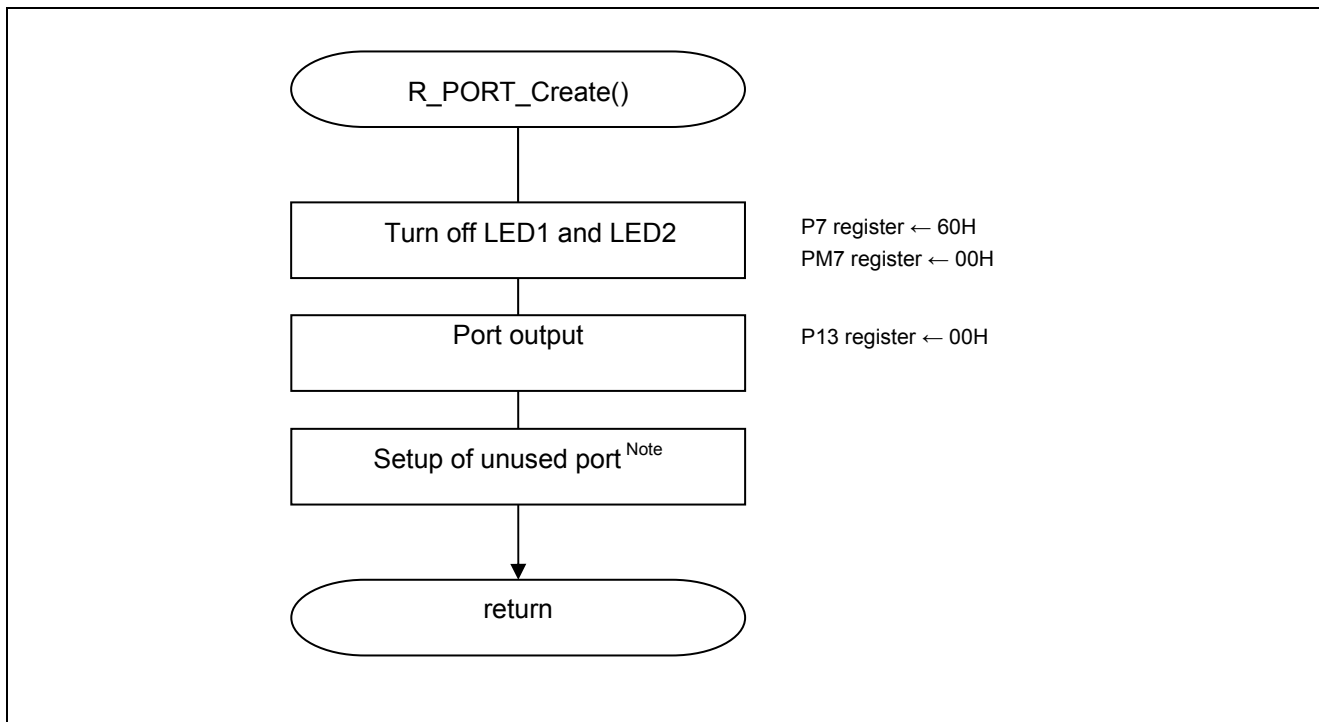 R_PORT_Create()
Turn off LED1 and LED2
P7 register ← 60H
PM7 register ← 00H
Port output
P13 register ← 00H
Setup of unused port Note
return